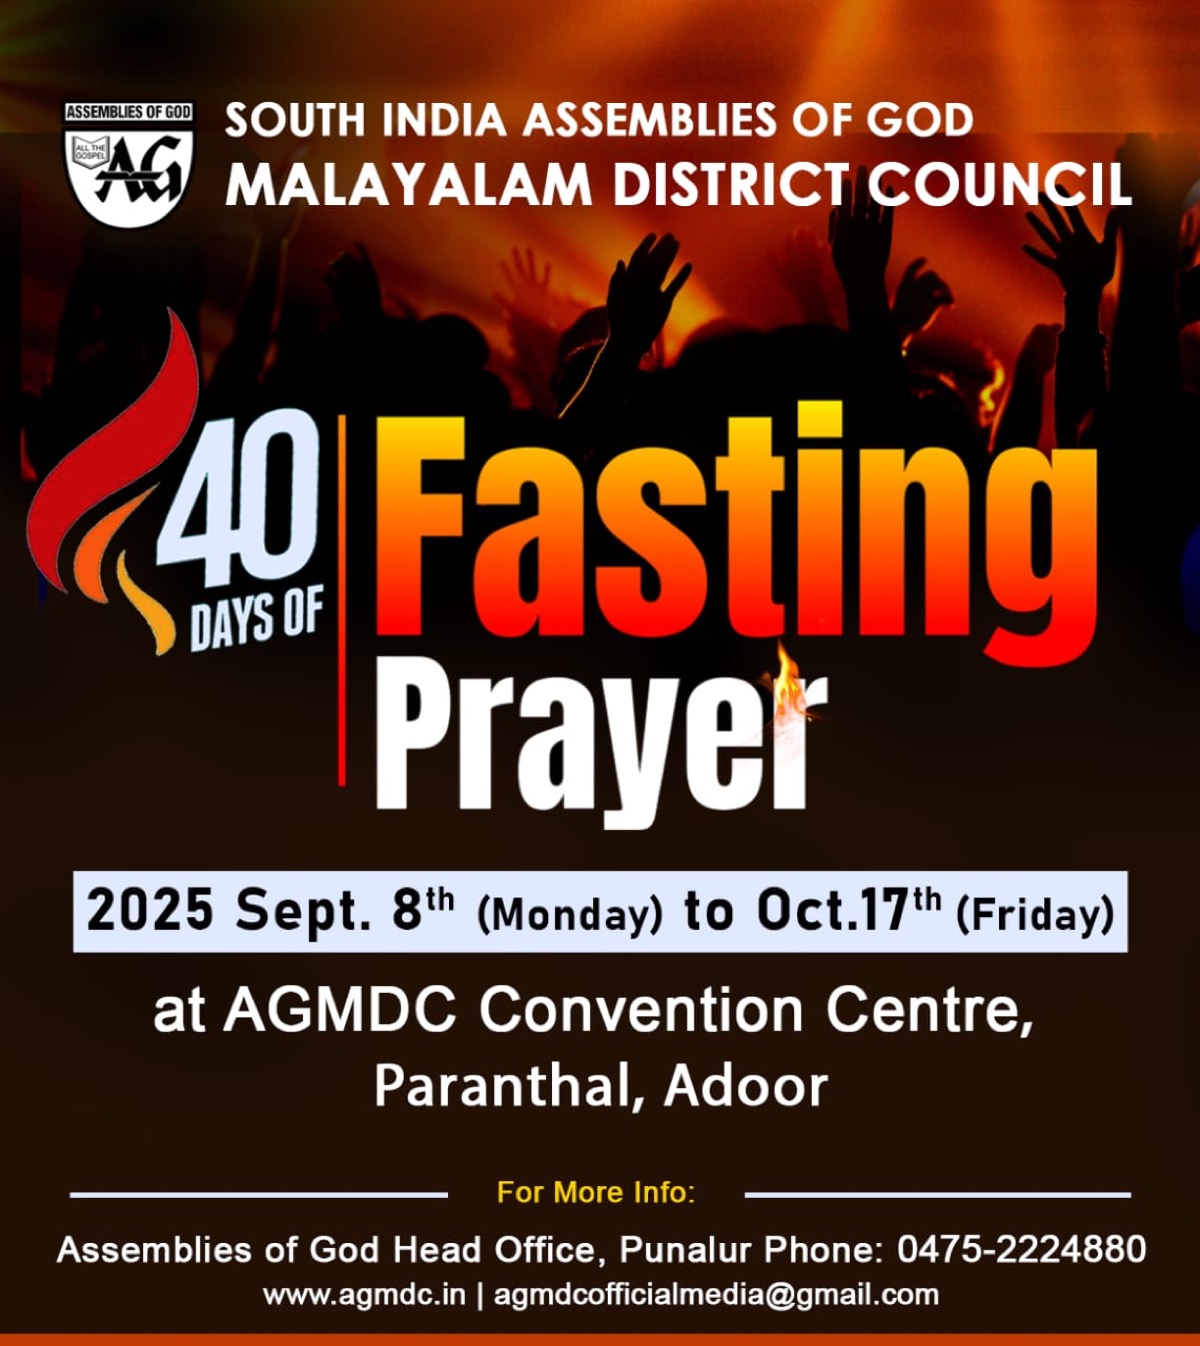 ASSEMBLIES OF GOD
ALL THE
GOSPEL
AG
SOUTH INDIA ASSEMBLIES OF GOD
MALAYALAM DISTRICT COUNCIL
40
DAYS OF
Fasting
Prayer
2025 Sept. 8th (Monday) to Oct.17th (Friday)
at AGMDC Convention Centre,
Paranthal, Adoor
For More Info:
Assemblies of God Head Office, Punalur Phone: 0475-2224880
www.agmdc.in | agmdcofficialmedia@gmail.com